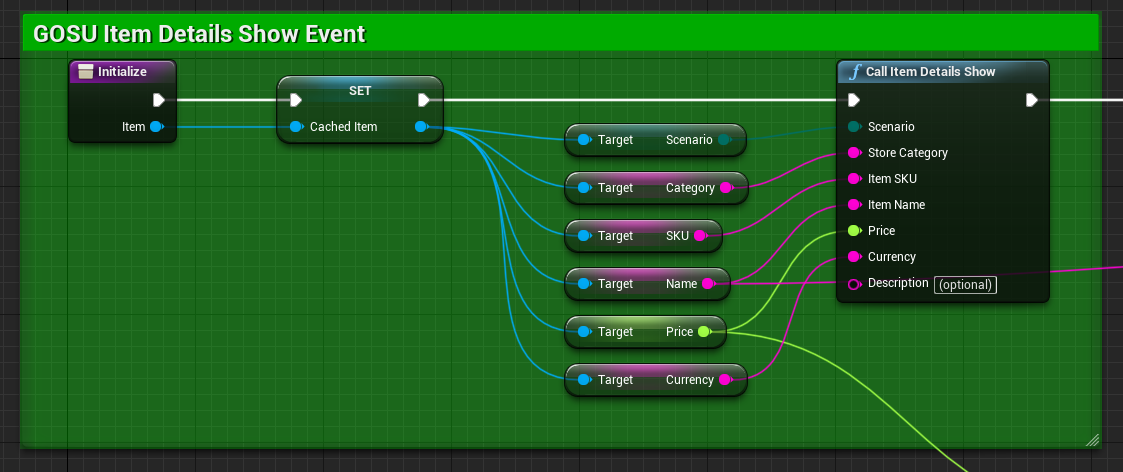 GOSU Item Details Show Event
Initialize
Item
SET
Cached Item
Target Scenario
Target Category
Target SKU
Target Name
Target Price
Target Currency
f Call Item Details Show
Scenario
Store Category
Item SKU
Item Name
Price
Currency
Description (optional)